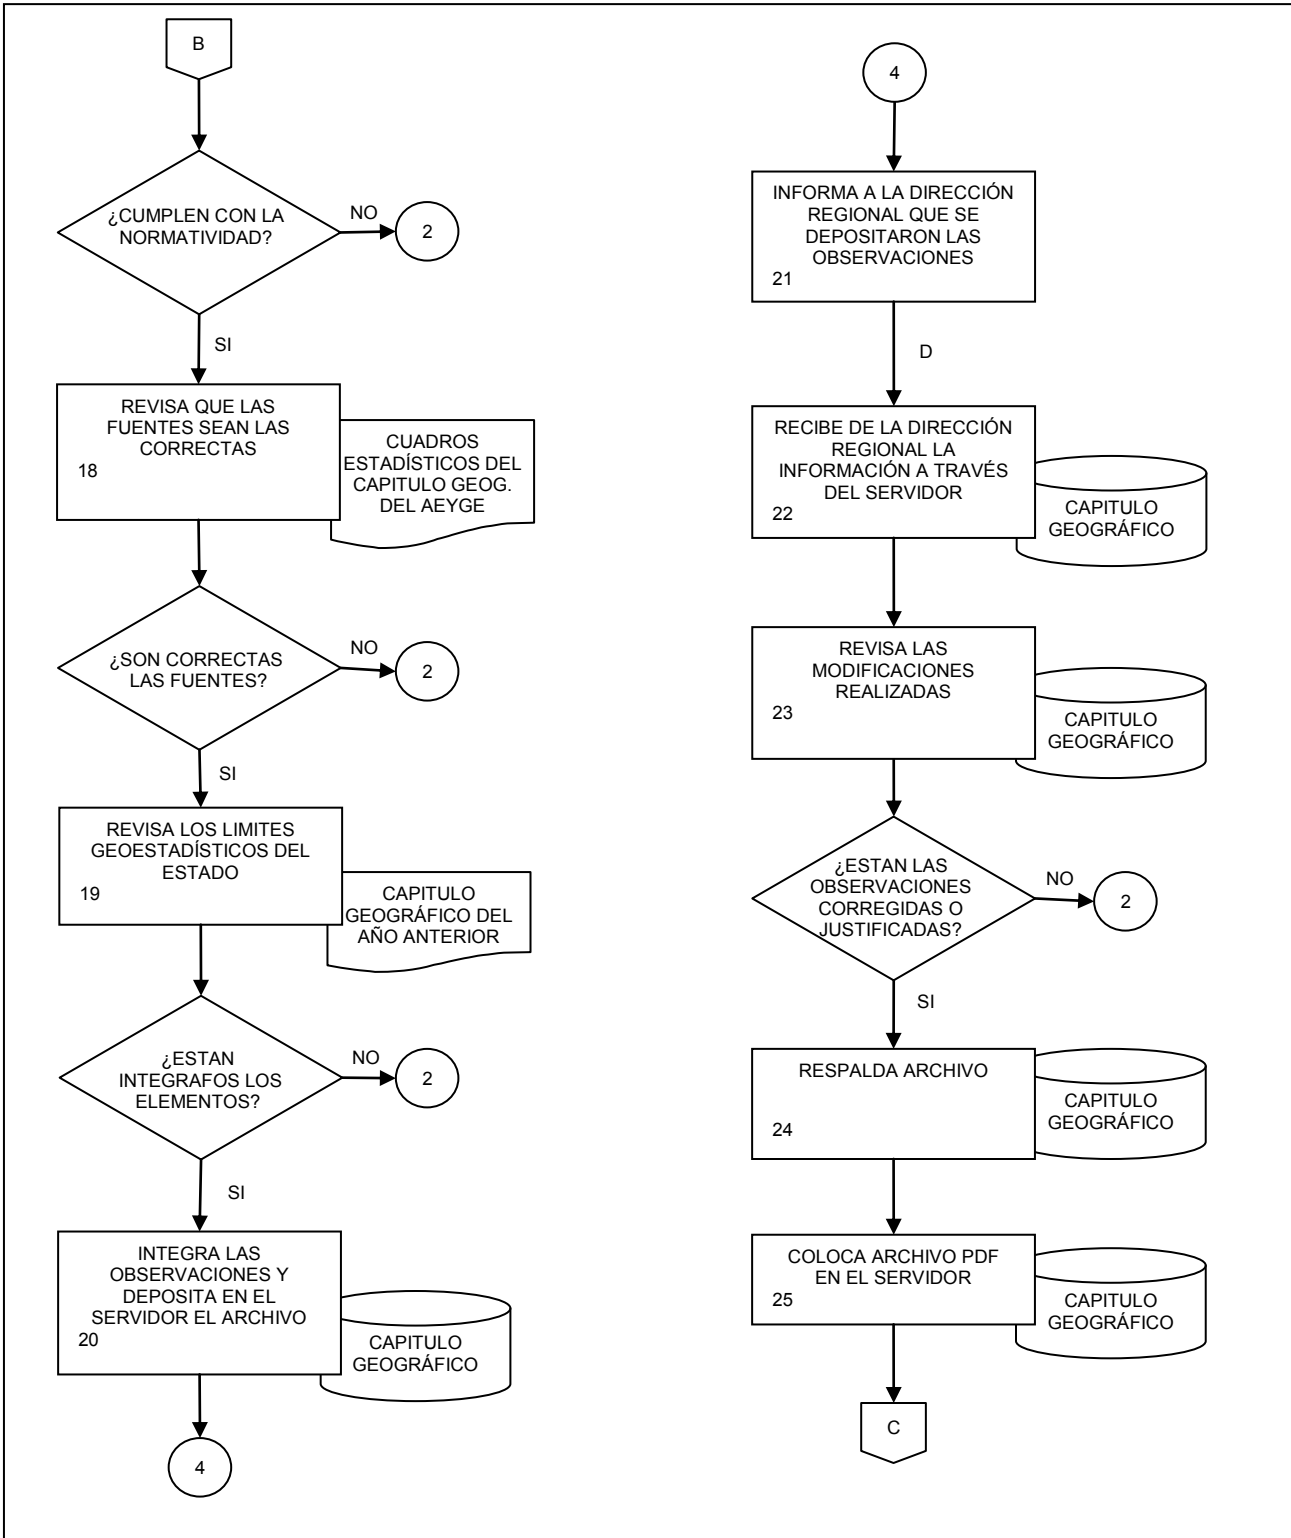 B
¿CUMPLEN CON LA
NORMATIVIDAD?
NO
2
SI
REVISA QUE LAS
FUENTES SEAN LAS
CORRECTAS
18
CUADROS
ESTADÍSTICOS DEL
CAPITULO GEOG.
DEL AEYGE
¿SON CORRECTAS
LAS FUENTES?
NO
2
SI
REVISA LOS LIMITES
GEOESTADÍSTICOS DEL
ESTADO
19
CAPITULO
GEOGRÁFICO DEL
AÑO ANTERIOR
¿ESTAN
INTEGRAFOS LOS
ELEMENTOS?
NO
2
SI
INTEGRA LAS
OBSERVACIONES Y
DEPOSITA EN EL
SERVIDOR EL ARCHIVO
20
CAPITULO
GEOGRÁFICO
4
4
INFORMA A LA DIRECCIÓN
REGIONAL QUE SE
DEPOSITARON LAS
OBSERVACIONES
21
D
RECIBE DE LA DIRECCIÓN
REGIONAL LA
INFORMACIÓN A TRAVÉS
DEL SERVIDOR
22
CAPITULO
GEOGRÁFICO
REVISA LAS
MODIFICACIONES
REALIZADAS
23
CAPITULO
GEOGRÁFICO
¿ESTAN LAS
OBSERVACIONES
CORREGIDAS O
JUSTIFICADAS?
NO
2
SI
RESPALDA ARCHIVO
24
CAPITULO
GEOGRÁFICO
COLOCA ARCHIVO PDF
EN EL SERVIDOR
25
CAPITULO
GEOGRÁFICO
C